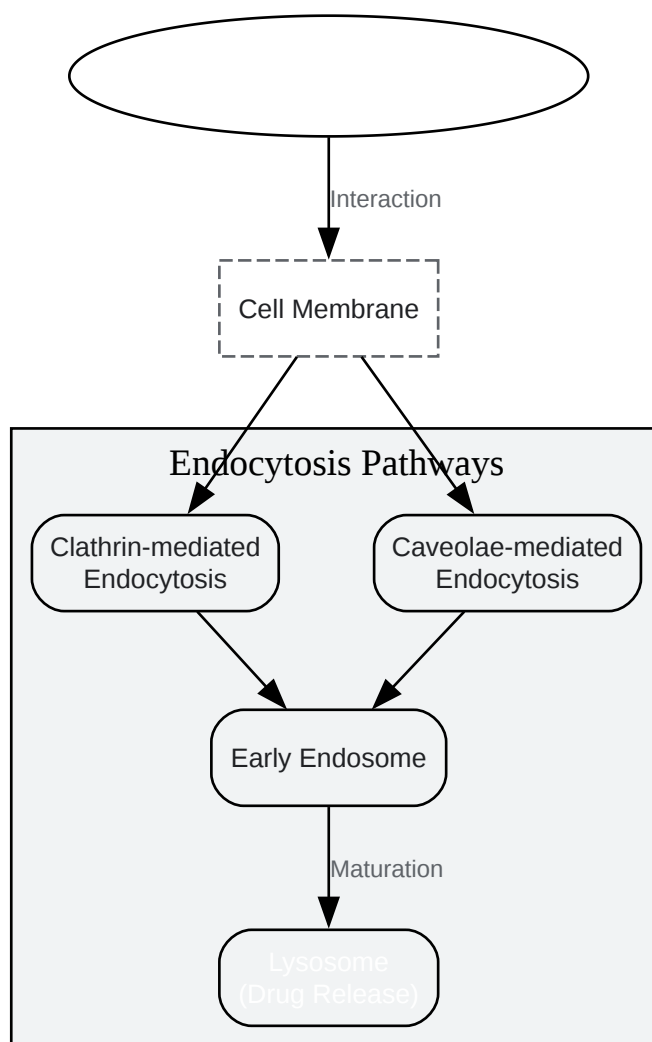 Interaction
Cell Membrane
Endocytosis Pathways
Clathrin-mediated
Endocytosis
Caveolae-mediated
Endocytosis
Early Endosome
Maturation
Lysosome
(Drug Release)